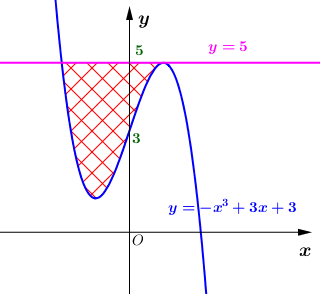 y
5
y = 5
3
y = −x³ + 3x + 3
O
x